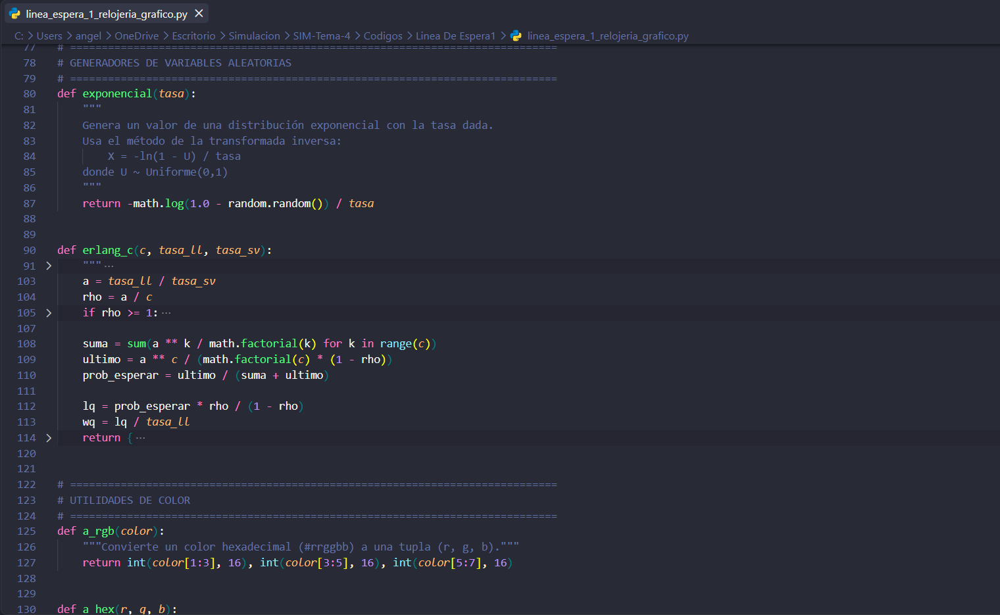 linea_espera_1_relojeria_grafico.py
C: > Users > angel > OneDrive > Escritorio > Simulacion > SIM-Tema-4 > Codigos > Linea De Espera1 > linea_espera_1_relojeria_grafico.py
77 # =============================================================================
78 # GENERADORES DE VARIABLES ALEATORIAS
79 # =============================================================================
80 def exponencial(tasa):
81 """
82 Genera un valor de una distribución exponencial con la tasa dada.
83 Usa el método de la transformada inversa:
84 X = -ln(1 - U) / tasa
85 donde U ~ Uniforme(0,1)
86 """
87 return -math.log(1.0 - random.random()) / tasa
88
89
90 def erlang_c(c, tasa_ll, tasa_sv):
91 """ ...
103 a = tasa_ll / tasa_sv
104 rho = a / c
105 if rho >= 1: ...
107
108 suma = sum(a ** k / math.factorial(k) for k in range(c))
109 ultimo = a ** c / (math.factorial(c) * (1 - rho))
110 prob_esperar = ultimo / (suma + ultimo)
111
112 lq = prob_esperar * rho / (1 - rho)
113 wq = lq / tasa_ll
114 return { ...
120
121
122 # =============================================================================
123 # UTILIDADES DE COLOR
124 # =============================================================================
125 def a_rgb(color):
126 """Convierte un color hexadecimal (#rrggbb) a una tupla (r, g, b)."""
127 return int(color[1:3], 16), int(color[3:5], 16), int(color[5:7], 16)
128
129
130 def a_hex(r, g, b):